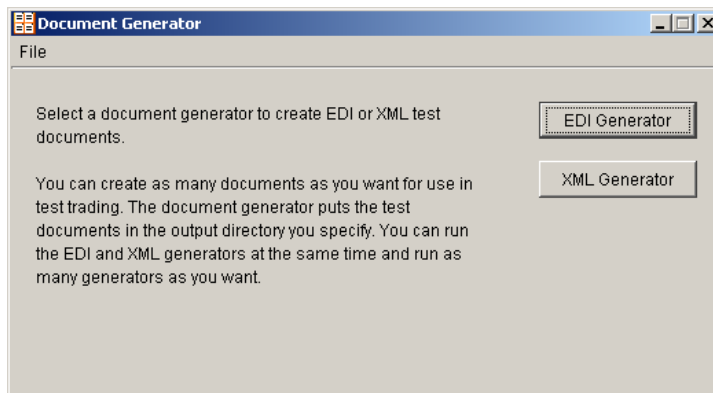 Document Generator
File
Select a document generator to create EDI or XML test
documents.
You can create as many documents as you want for use in
test trading. The document generator puts the test
documents in the output directory you specify. You can run
the EDI and XML generators at the same time and run as
many generators as you want.
EDI Generator
XML Generator